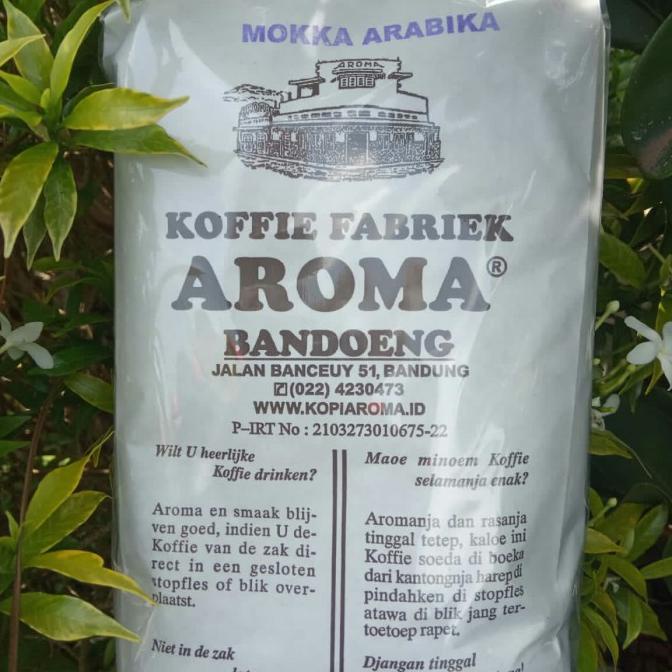 MOKKA ARABIKA
AROMA
KOFFIE FABRIEK
AROMA®
BANDOENG
JALAN BANCEUY 51, BANDUNG
(022) 4230473
WWW.KOPIAROMA.ID
P–IRT No : 2103273010675-22
Wilt U heerlijke
Koffie drinken?
Aroma en smaak blij-
ven goed, indien U de-
Koffie van de zak di-
rect in een gesloten
stopfles of blik over-
plaatst.
Niet in de zak
Maoe minoem Koffie
selamanja enak?
Aromanja dan rasanja
tinggal tetep, kaloe ini
Koffie soeda di boeka
dari kantongnja harep di
pindahken di stopfles
atawa di blik jang ter-
toetoep rapet.
Djangan tinggal